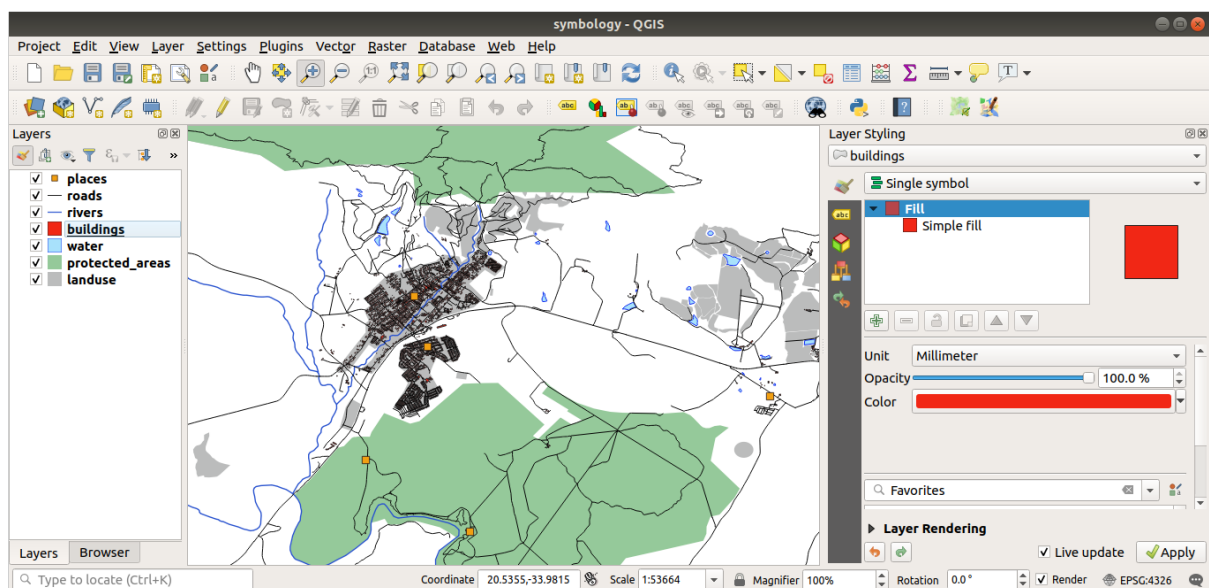 symbology - QGIS
Project Edit View Layer Settings Plugins Vector Raster Database Web Help
Layers
places
roads
rivers
buildings
water
protected_areas
landuse
Layers Browser
Layer Styling
buildings
Single symbol
Fill
Simple fill
Unit Millimeter
Opacity 100.0 %
Color
Favorites
Layer Rendering
Live update Apply
Type to locate (Ctrl+K) Coordinate 20.5355,-33.9815 Scale 1:53664 Magnifier 100% Rotation 0.0° Render EPSG:4326